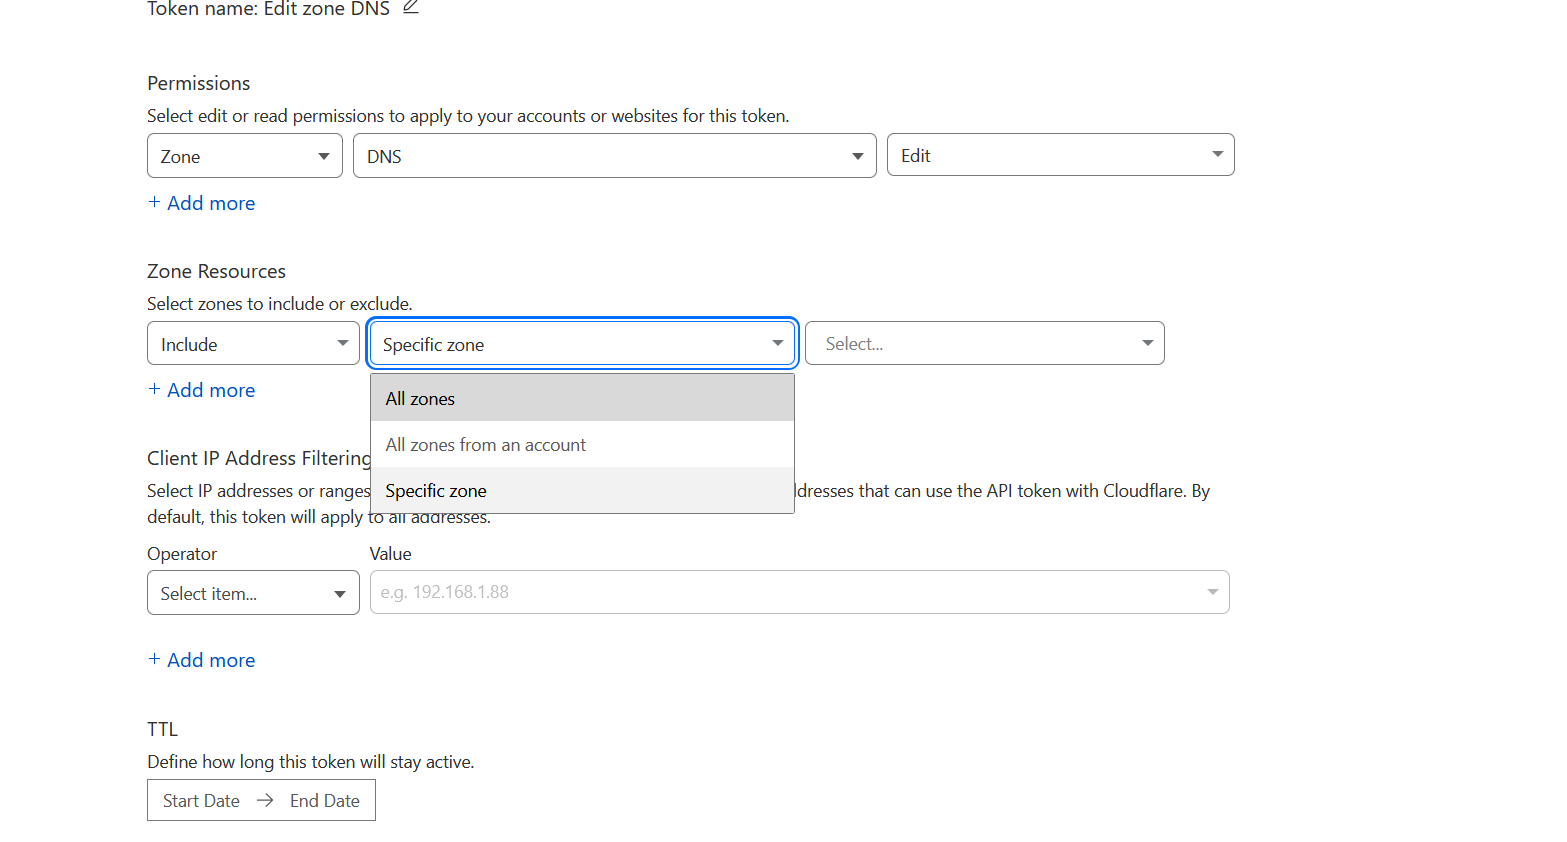 Token name: Edit zone DNS
Permissions
Select edit or read permissions to apply to your accounts or websites for this token.
Zone
DNS
Edit
+ Add more
Zone Resources
Select zones to include or exclude.
Include
Specific zone
Select...
+ Add more
All zones
All zones from an account
Specific zone
Client IP Address Filtering
Select IP addresses or ranges
ldresses that can use the API token with Cloudflare. By
default, this token will apply to all addresses.
Operator
Value
Select item...
e.g. 192.168.1.88
+ Add more
TTL
Define how long this token will stay active.
Start Date → End Date